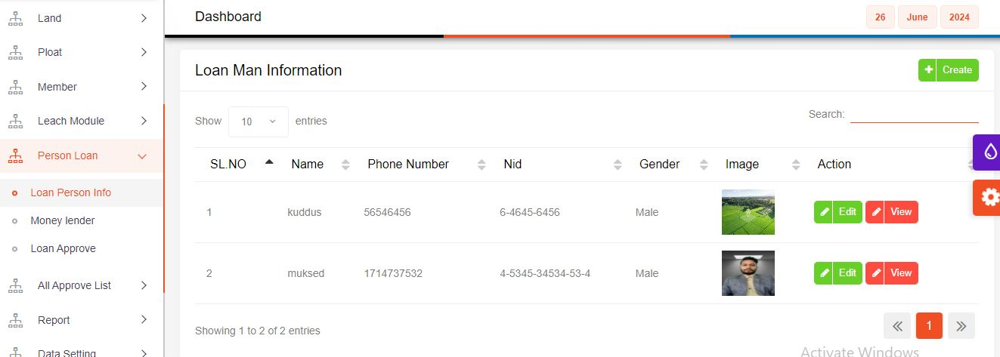 Land
Ploat
Member
Leach Module
Person Loan
Loan Person Info
Money lender
Loan Approve
All Approve List
Report
Data Setting
Dashboard
26 June 2024
Loan Man Information
Create
Show 10 entries
Search:
SL.NO Name Phone Number Nid Gender Image Action
1 kuddus 56546456 6-4645-6456 Male Edit View
2 muksed 1714737532 4-5345-34534-53-4 Male Edit View
Showing 1 to 2 of 2 entries
1
Activate Windows